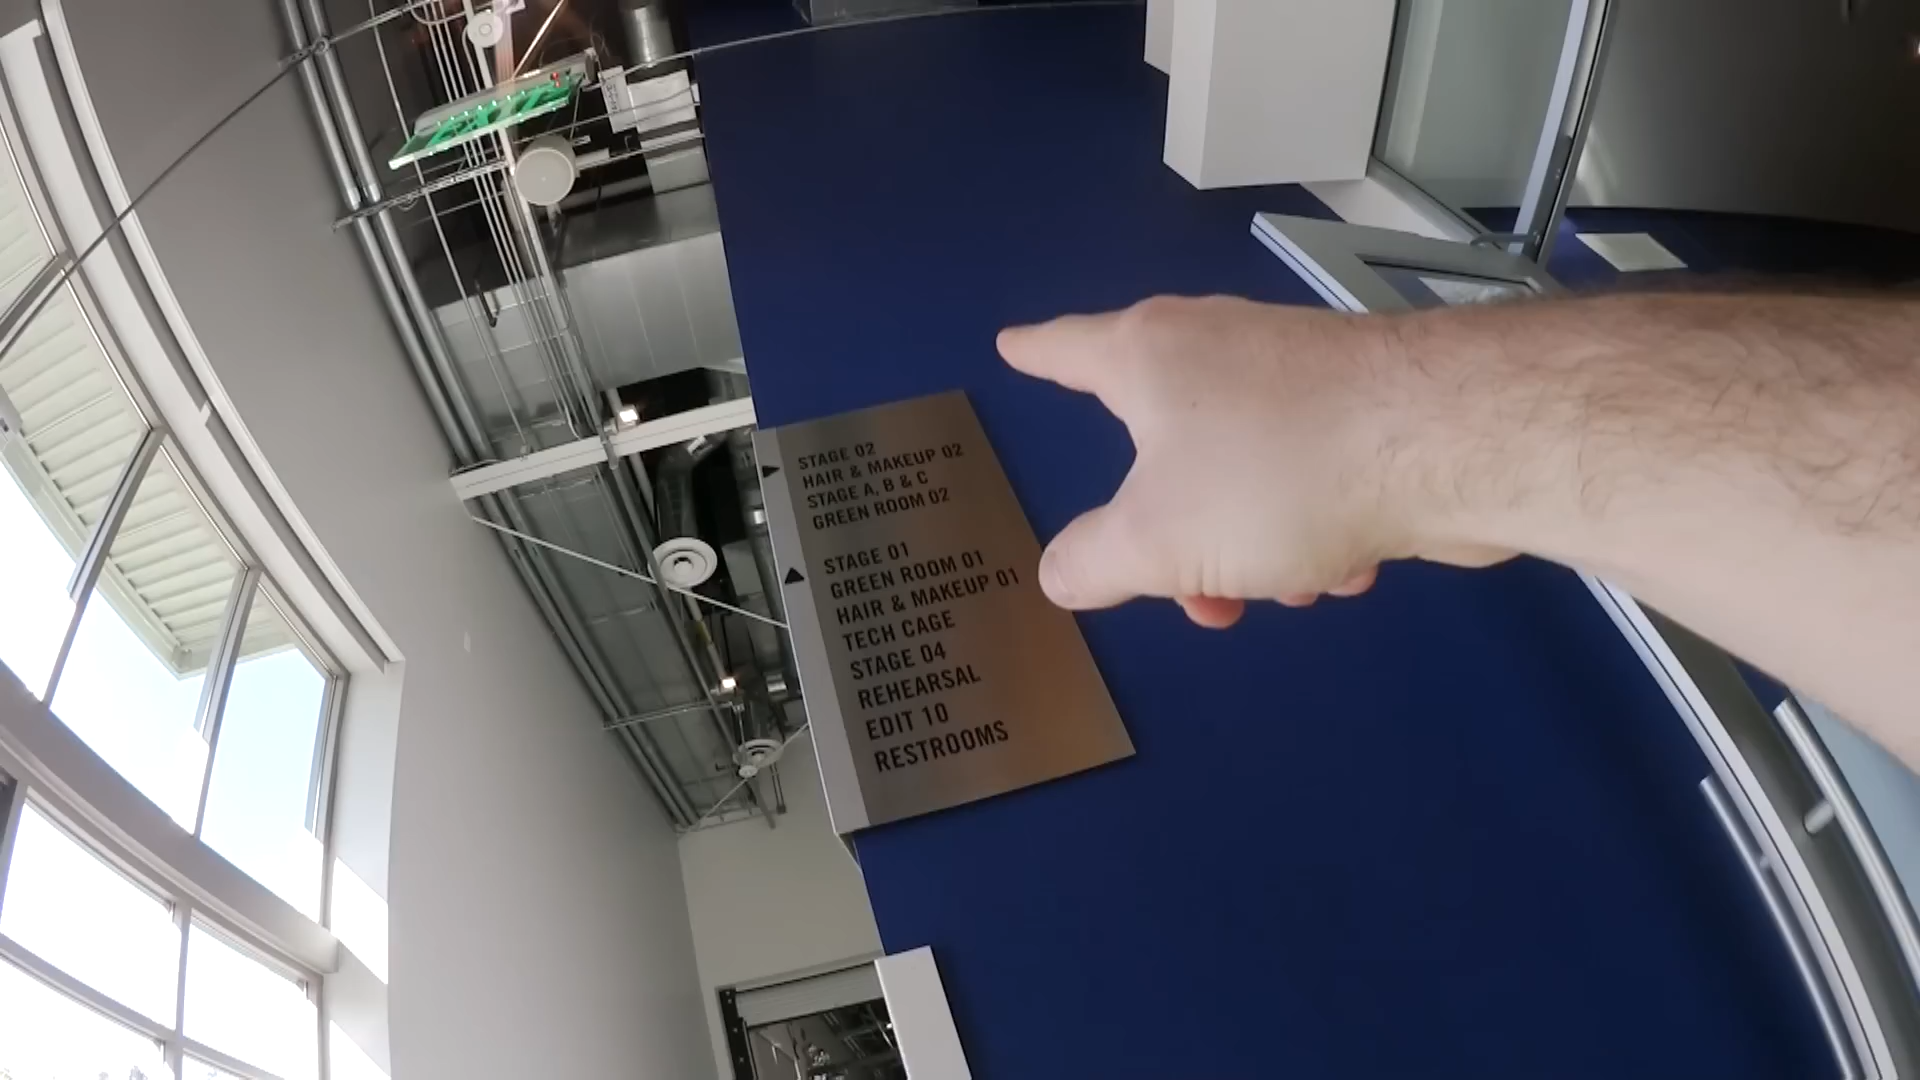 STAGE 02
HAIR & MAKEUP 02
STAGE A, B & C
GREEN ROOM 02
STAGE 01
GREEN ROOM 01
HAIR & MAKEUP 01
TECH CAGE
STAGE 04
REHEARSAL
EDIT 10
RESTROOMS